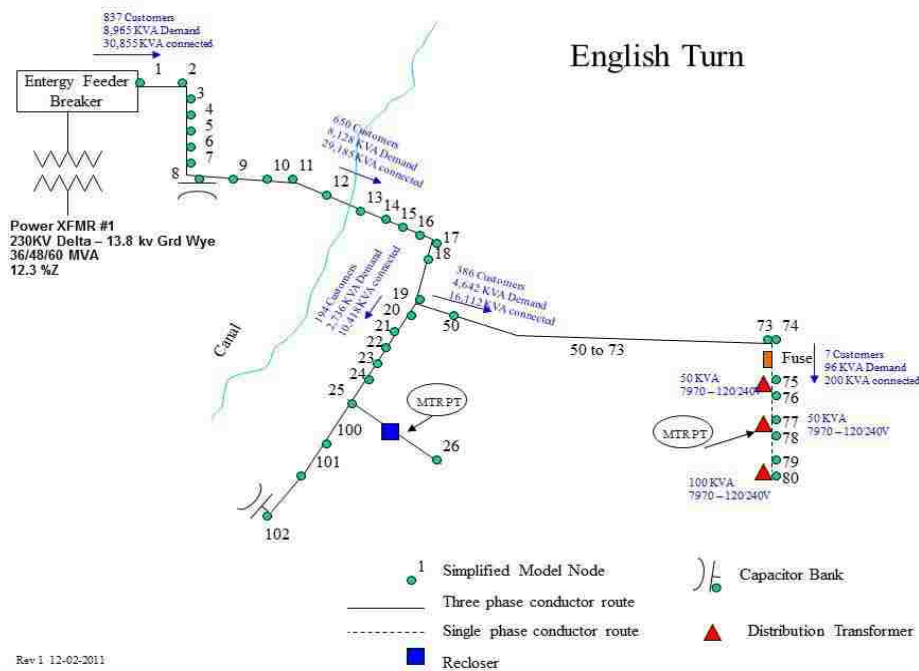 837 Customers
8,965 KVA Demand
30,855 KVA connected
English Turn
Entergy Feeder
Breaker
1
2
3
4
5
6
7
8
9
10
11
12
13
14
15
16
17
18
19
20
21
22
23
24
25
26
100
101
102
650 Customers
8,128 KVA Demand
29,185 KVA connected
Power XFMR #1
230KV Delta – 13.8 kv Grd Wye
36/48/60 MVA
12.3 %Z
194 Customers
2,736 KVA Demand
10,418 KVA connected
386 Customers
4,642 KVA Demand
16,112 KVA connected
Canal
50
50 to 73
73
74
Fuse
7 Customers
96 KVA Demand
200 KVA connected
50 KVA
7970 – 120/240V
75
76
77
78
50 KVA
7970 – 120/240V
MTR PT
MTR PT
79
80
100 KVA
7970 – 120/240V
1
Simplified Model Node
Three phase conductor route
Single phase conductor route
Recloser
Capacitor Bank
Distribution Transformer
Rev 1 12-02-2011